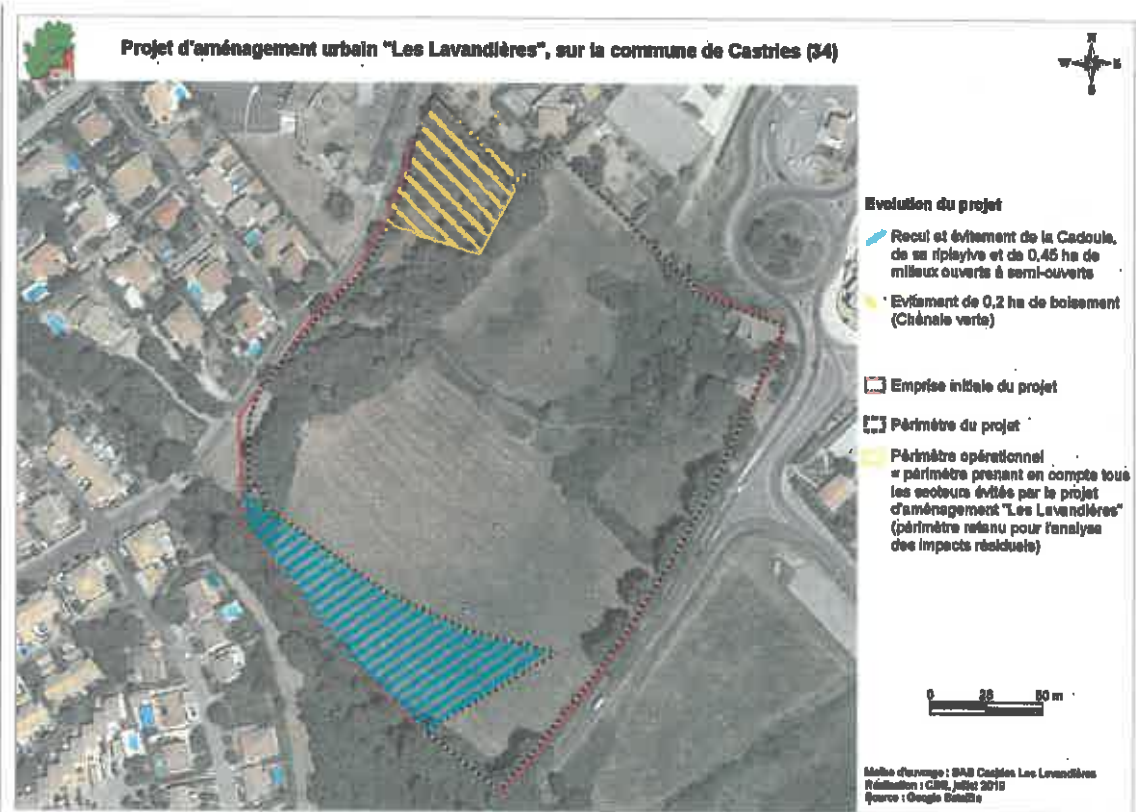 Projet d'aménagement urbain "Les Lavandières", sur la commune de Castries (34)
N
W E
S
Evolution du projet
Recul et évitement de la Cadoule,
de sa ripisylve et de 0,45 ha de
milieux ouverts à semi-ouverts
Evitement de 0,2 ha de boisement
(Chênaie verte)
Emprise initiale du projet
Périmètre du projet
Périmètre opérationnel
= périmètre prenant en compte tous
les secteurs évités par le projet
d'aménagement "Les Lavandières"
(périmètre retenu pour l'analyse
des impacts résiduels)
0 25 50 m
Maître d'ouvrage : Castries Les Lavandières
Réalisation : juillet 2019
Source : Google Satellite